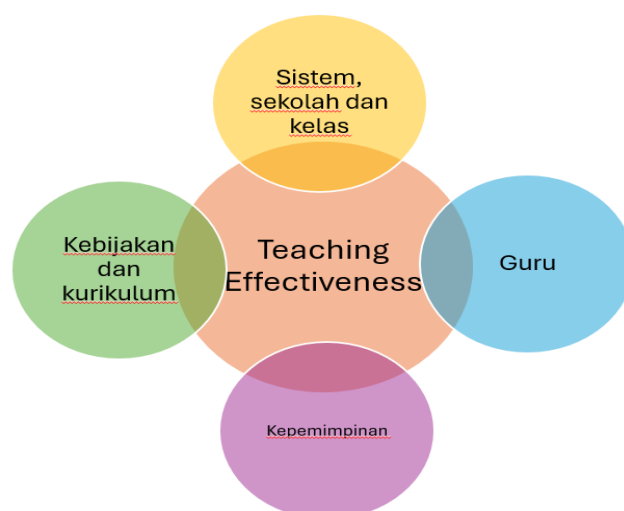 Sistem,
sekolah dan
kelas
Kebijakan
dan
kurikulum
Teaching
Effectiveness
Guru
Kepemimpinan